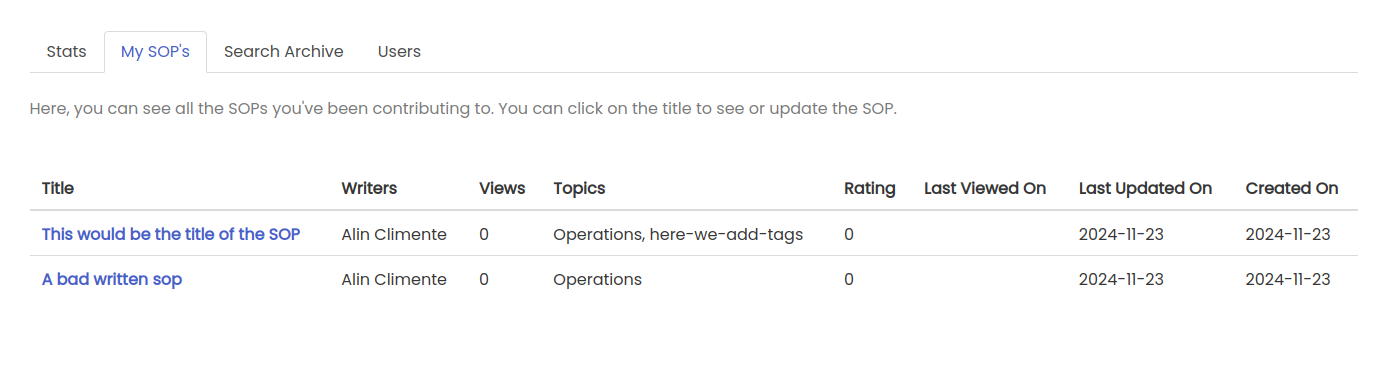 Stats My SOP's Search Archive Users
Here, you can see all the SOPs you've been contributing to. You can click on the title to see or update the SOP.
Title Writers Views Topics Rating Last Viewed On Last Updated On Created On
This would be the title of the SOP Alin Climente 0 Operations, here-we-add-tags 0 2024-11-23 2024-11-23
A bad written sop Alin Climente 0 Operations 0 2024-11-23 2024-11-23